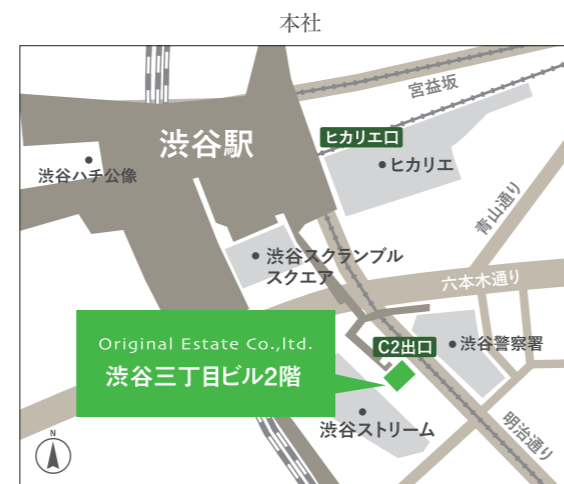 本社
宮益坂
渋谷駅
ヒカリエ口
ヒカリエ
渋谷ハチ公像
青山通り
渋谷スクランブル
スクエア
六本木通り
Original Estate Co.,ltd.
渋谷三丁目ビル2階
C2出口
渋谷警察署
渋谷ストリーム
明治通り
N